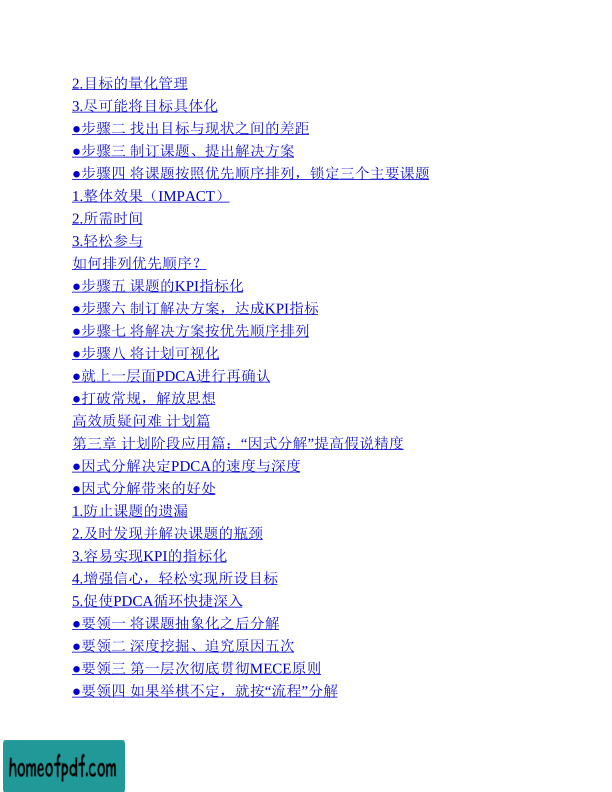 2.目标的量化管理
3.尽可能将目标具体化
●步骤二 找出目标与现状之间的差距
●步骤三 制订课题、提出解决方案
●步骤四 将课题按照优先顺序排列，锁定三个主要课题
1.整体效果（IMPACT）
2.所需时间
3.轻松参与
如何排列优先顺序？
●步骤五 课题的KPI指标化
●步骤六 制订解决方案，达成KPI指标
●步骤七 将解决方案按优先顺序排列
●步骤八 将计划可视化
●就上一层面PDCA进行再确认
●打破常规，解放思想
高效质疑问难 计划篇
第三章 计划阶段应用篇：“因式分解”提高假说精度
●因式分解决定PDCA的速度与深度
●因式分解带来的好处
1.防止课题的遗漏
2.及时发现并解决课题的瓶颈
3.容易实现KPI的指标化
4.增强信心，轻松实现所设目标
5.促使PDCA循环快捷深入
●要领一 将课题抽象化之后分解
●要领二 深度挖掘、追究原因五次
●要领三 第一层次彻底贯彻MECE原则
●要领四 如果举棋不定，就按“流程”分解
homeofpdf.com